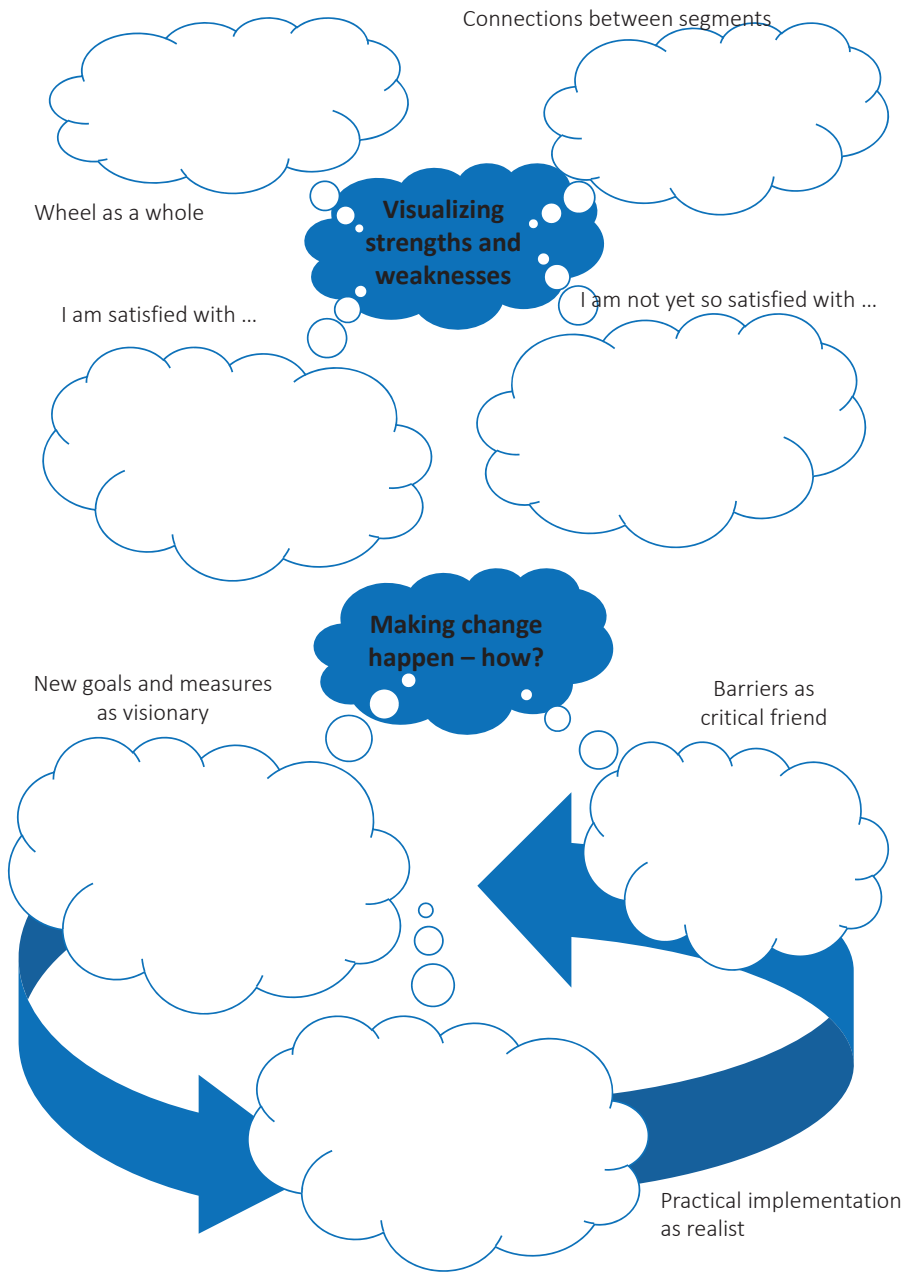 Connections between segments
Wheel as a whole
Visualizing
strengths and
weaknesses
I am satisfied with …
I am not yet so satisfied with …
Making change
happen – how?
New goals and measures
as visionary
Barriers as
critical friend
Practical implementation
as realist